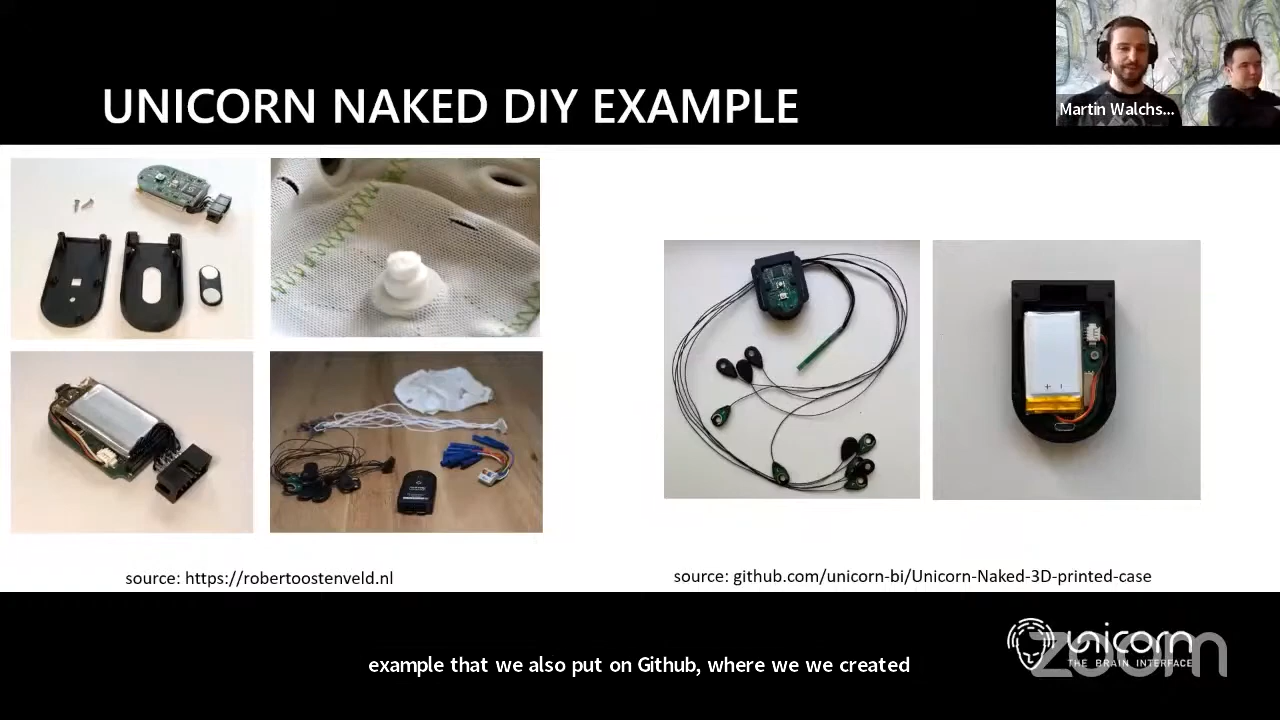 UNICORN NAKED DIY EXAMPLE
Martin Walchs...
source: https://robertoostenveld.nl
source: github.com/unicorn-bi/Unicorn-Naked-3D-printed-case
example that we also put on Github, where we we created
unicorn
THE BRAIN INTERFACE
zoom